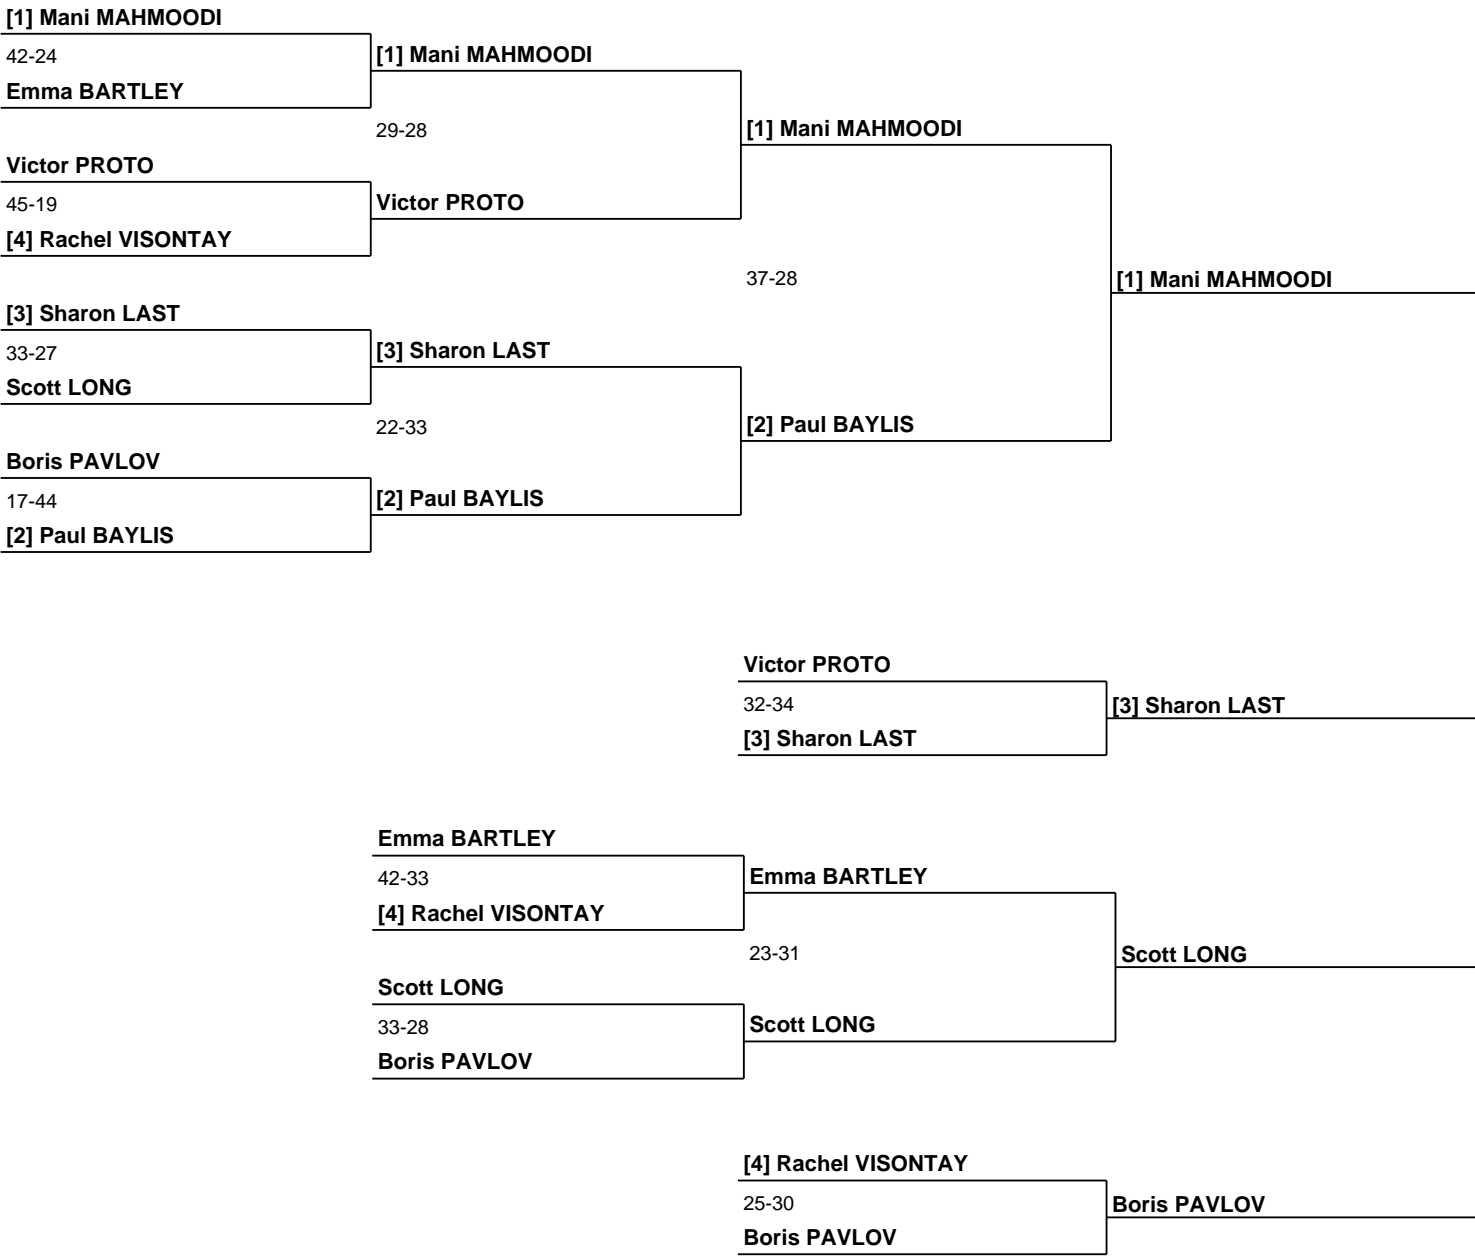 [1] Mani MAHMOODI
42-24
Emma BARTLEY
[1] Mani MAHMOODI
29-28
Victor PROTO
45-19
[4] Rachel VISONTAY
Victor PROTO
[1] Mani MAHMOODI
37-28
[1] Mani MAHMOODI
[3] Sharon LAST
33-27
Scott LONG
[3] Sharon LAST
22-33
Boris PAVLOV
17-44
[2] Paul BAYLIS
[2] Paul BAYLIS
[2] Paul BAYLIS
Victor PROTO
32-34
[3] Sharon LAST
[3] Sharon LAST
Emma BARTLEY
42-33
[4] Rachel VISONTAY
Emma BARTLEY
23-31
Scott LONG
Scott LONG
33-28
Boris PAVLOV
Scott LONG
[4] Rachel VISONTAY
25-30
Boris PAVLOV
Boris PAVLOV